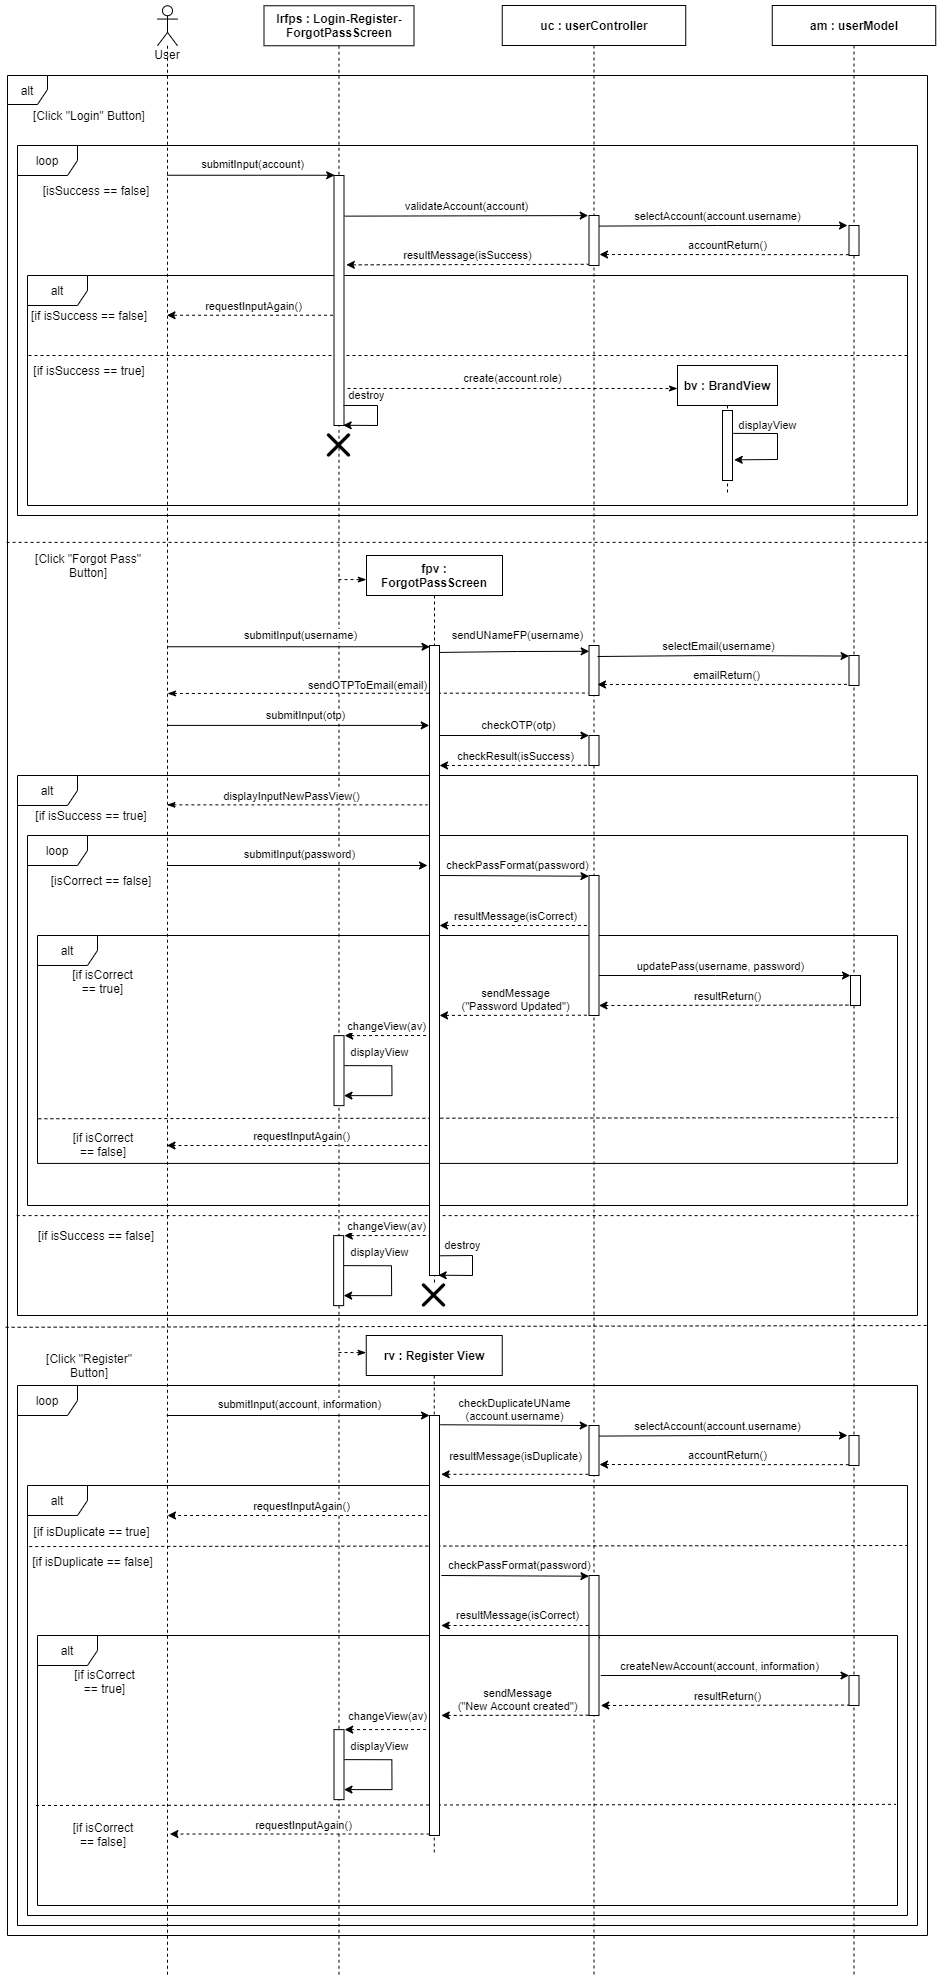 lrfps : Login-Register-
ForgotPassScreen
uc : userController
am : userModel
User
alt
[Click "Login" Button]
loop
submitInput(account)
[isSuccess == false]
validateAccount(account)
selectAccount(account.username)
accountReturn()
resultMessage(isSuccess)
alt
requestInputAgain()
[if isSuccess == false]
[if isSuccess == true]
create(account.role)
bv : BrandView
destroy
displayView
[Click "Forgot Pass"
Button]
fpv :
ForgotPassScreen
submitInput(username)
sendUNameFP(username)
selectEmail(username)
emailReturn()
sendOTPToEmail(email)
submitInput(otp)
checkOTP(otp)
checkResult(isSuccess)
alt
displayInputNewPassView()
[if isSuccess == true]
loop
submitInput(password)
checkPassFormat(password)
[isCorrect == false]
resultMessage(isCorrect)
alt
[if isCorrect
== true]
updatePass(username, password)
resultReturn()
sendMessage
("Password Updated")
changeView(av)
displayView
[if isCorrect
== false]
requestInputAgain()
[if isSuccess == false]
changeView(av)
destroy
displayView
[Click "Register"
Button]
rv : Register View
loop
submitInput(account, information)
checkDuplicateUName
(account.username)
selectAccount(account.username)
accountReturn()
resultMessage(isDuplicate)
alt
requestInputAgain()
[if isDuplicate == true]
[if isDuplicate == false]
checkPassFormat(password)
resultMessage(isCorrect)
alt
[if isCorrect
== true]
createNewAccount(account, information)
resultReturn()
sendMessage
("New Account created")
changeView(av)
displayView
[if isCorrect
== false]
requestInputAgain()